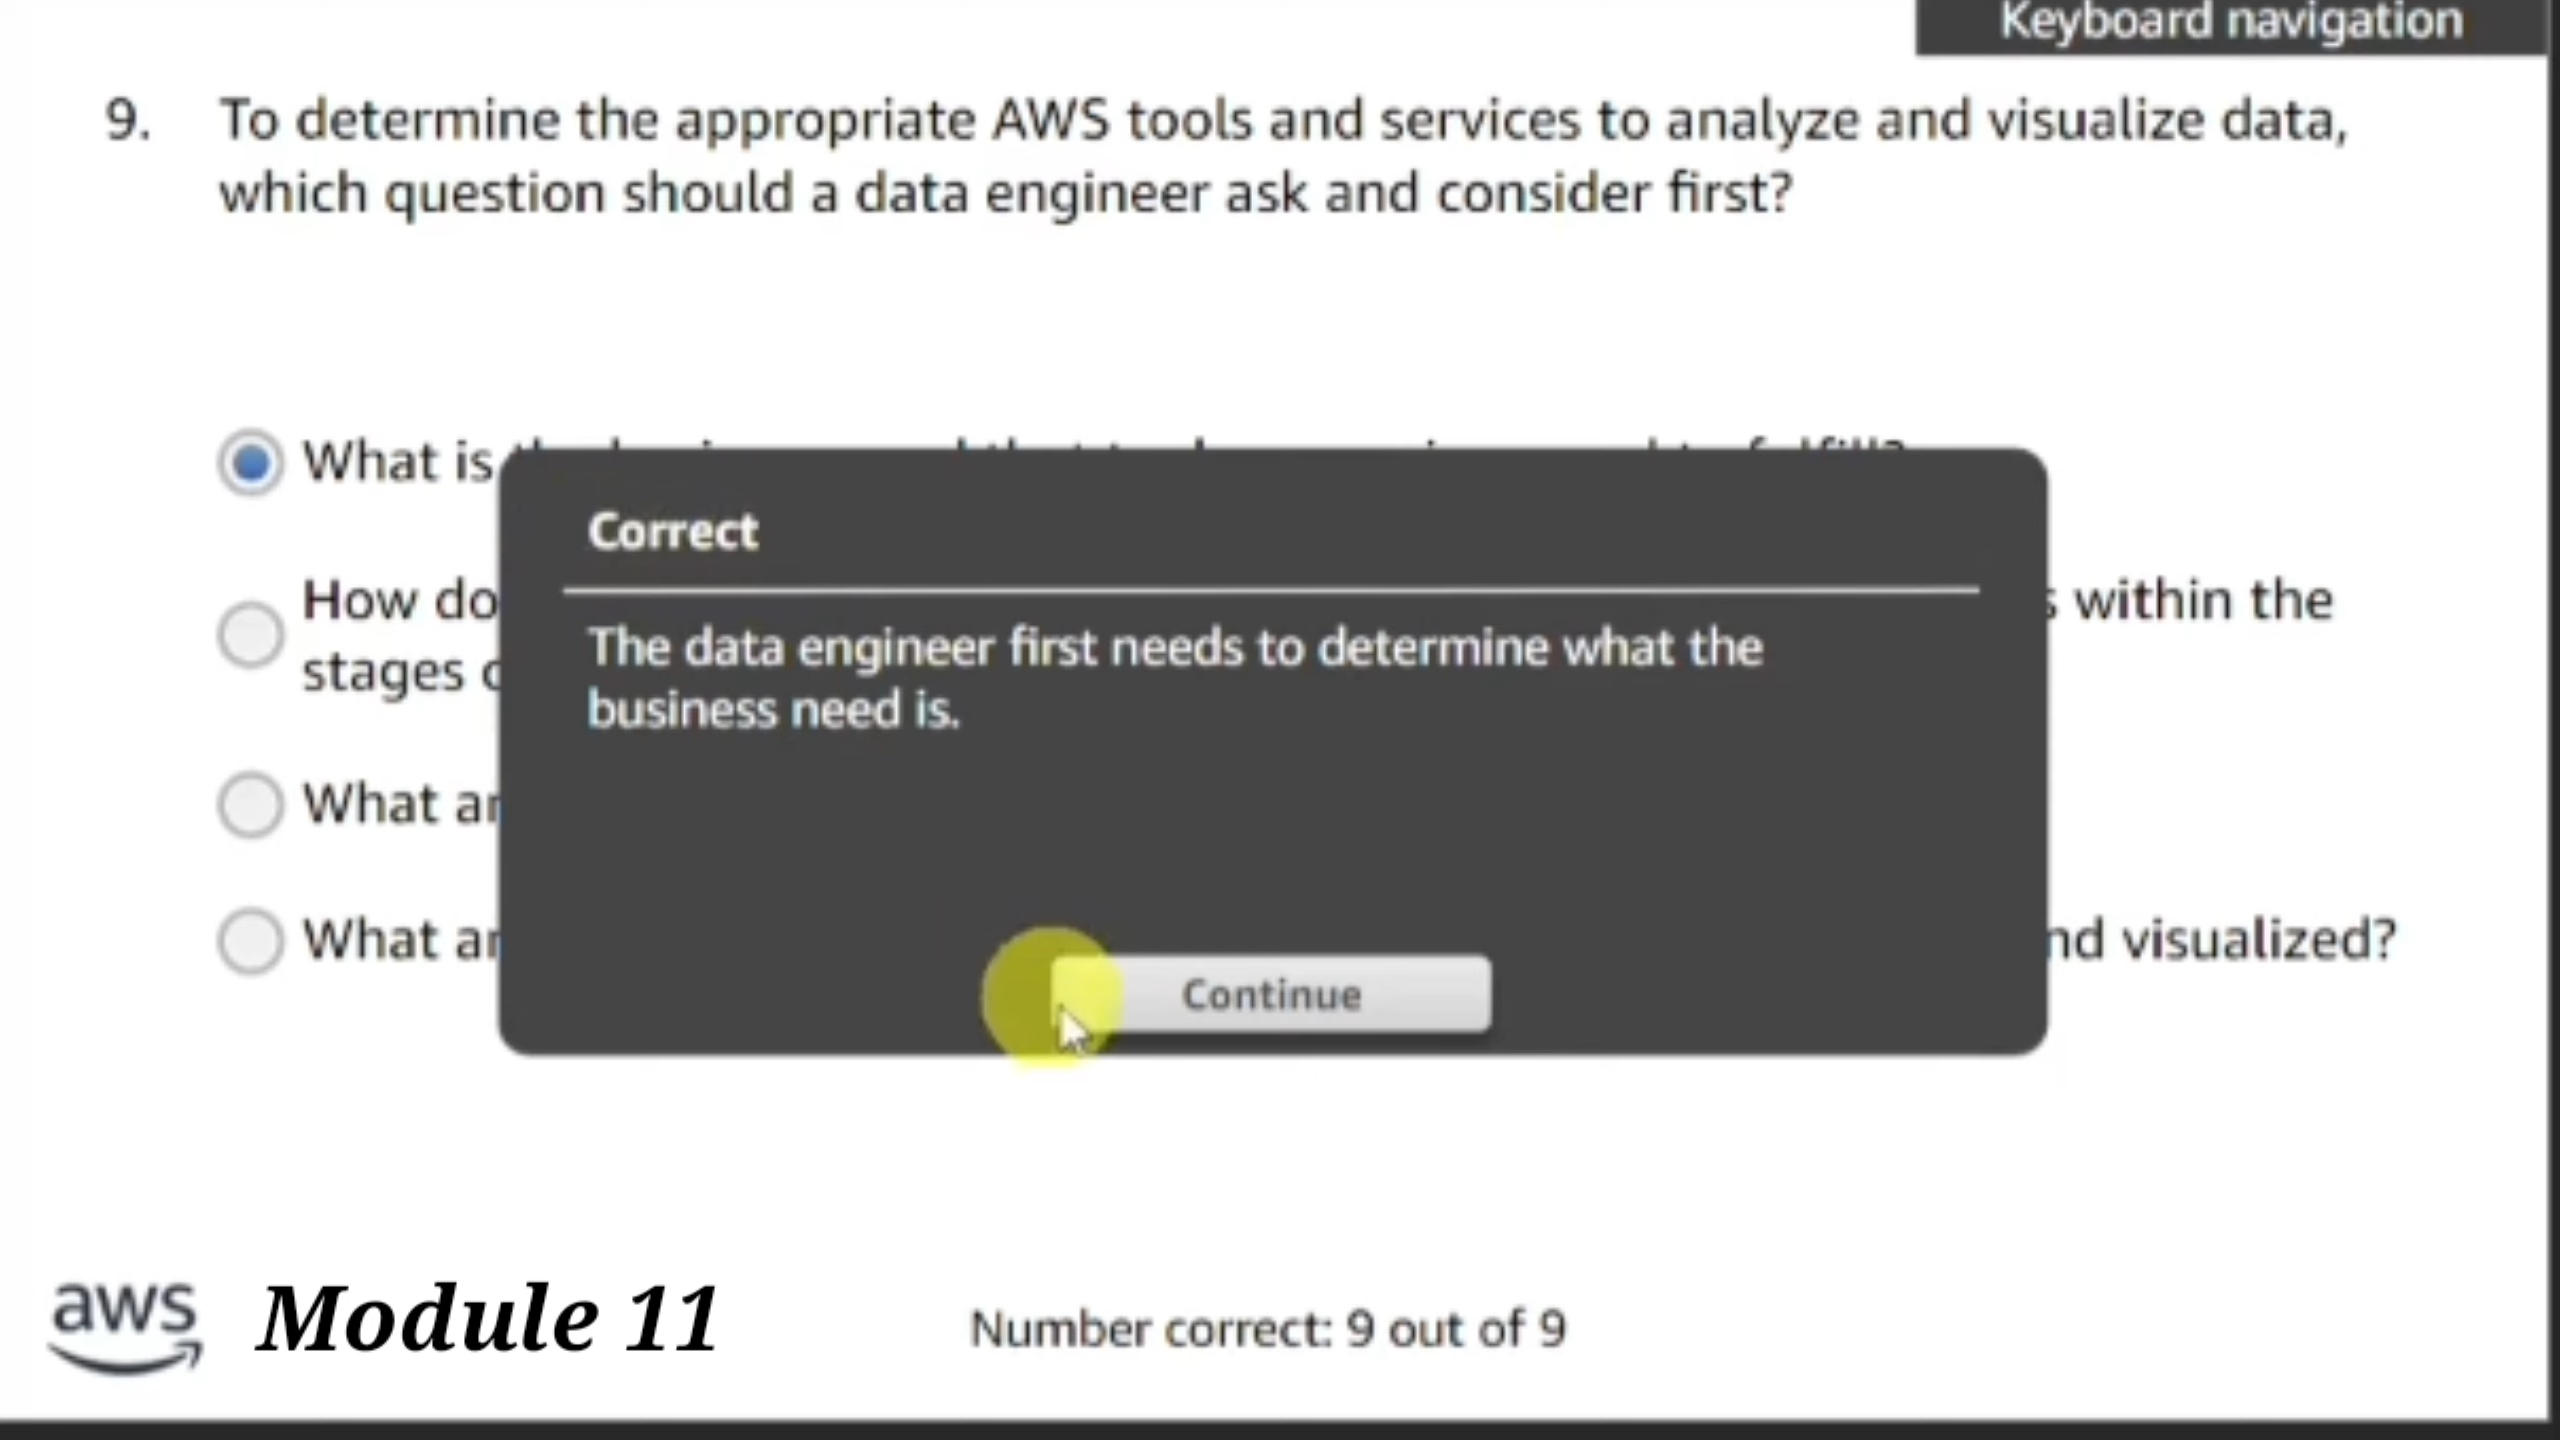 Keyboard navigation
9. To determine the appropriate AWS tools and services to analyze and visualize data,
which question should a data engineer ask and consider first?
What is
How do
s within the
stages
What ar
What ar
nd visualized?
Correct
The data engineer first needs to determine what the
business need is.
Continue
aws Module 11
Number correct: 9 out of 9